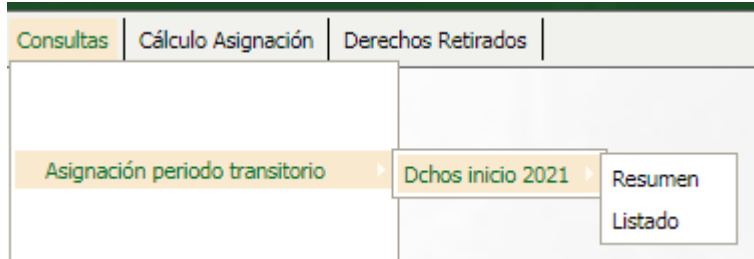 Consultas Cálculo Asignación Derechos Retirados
Asignación periodo transitorio Dchos inicio 2021 Resumen
Listado